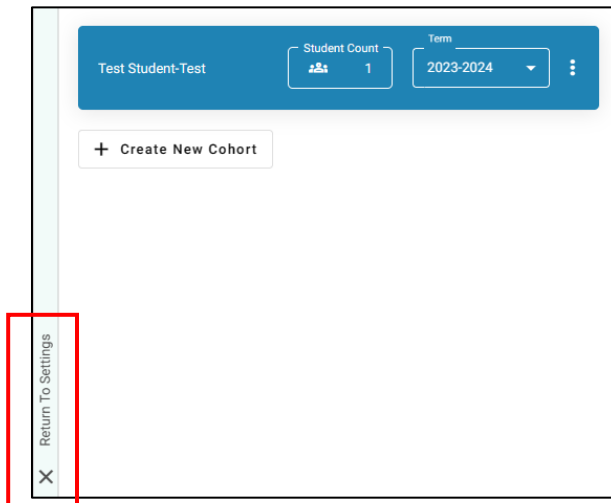 Student Count
Term
Test Student-Test
1
2023-2024
+ Create New Cohort
Return To Settings